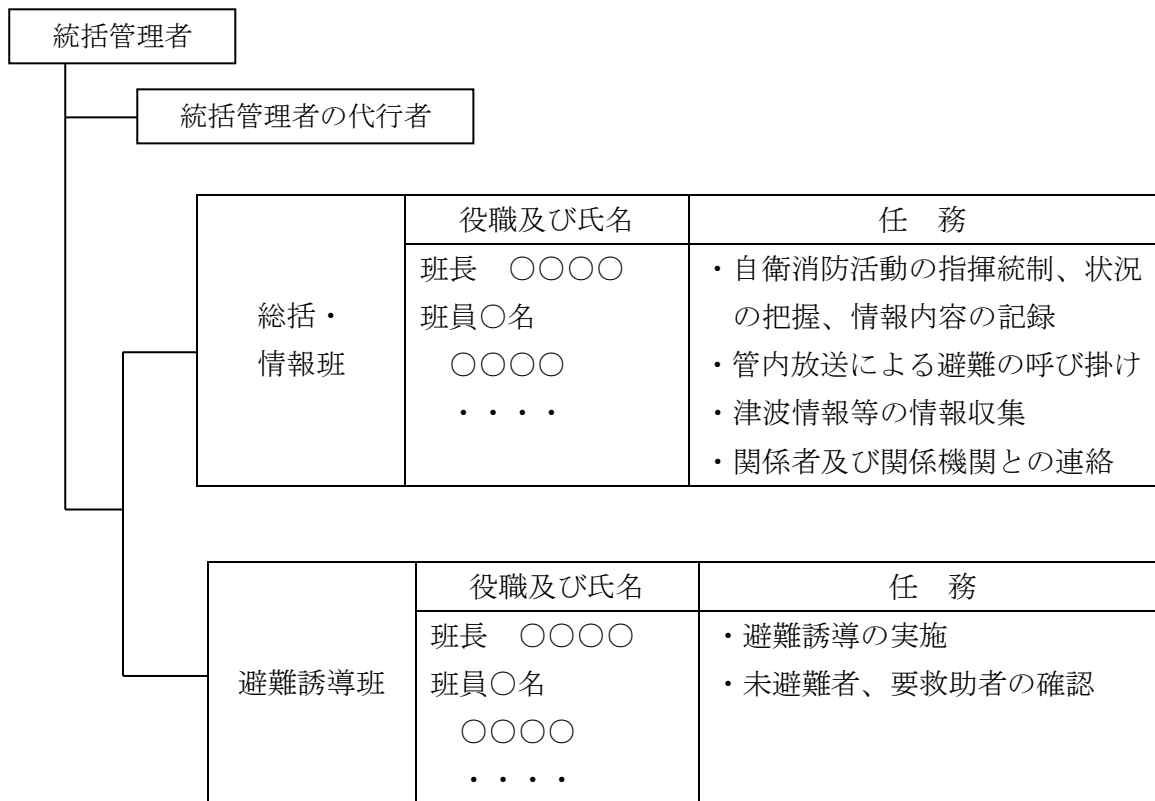 統括管理者
統括管理者の代行者
役職及び氏名
任　務
総括・
情報班
班長　○○○○
班員○名
○○○○
・・・・
・自衛消防活動の指揮統制、状況
の把握、情報内容の記録
・管内放送による避難の呼び掛け
・津波情報等の情報収集
・関係者及び関係機関との連絡
役職及び氏名
任　務
避難誘導班
班長　○○○○
班員○名
○○○○
・・・・
・避難誘導の実施
・未避難者、要救助者の確認